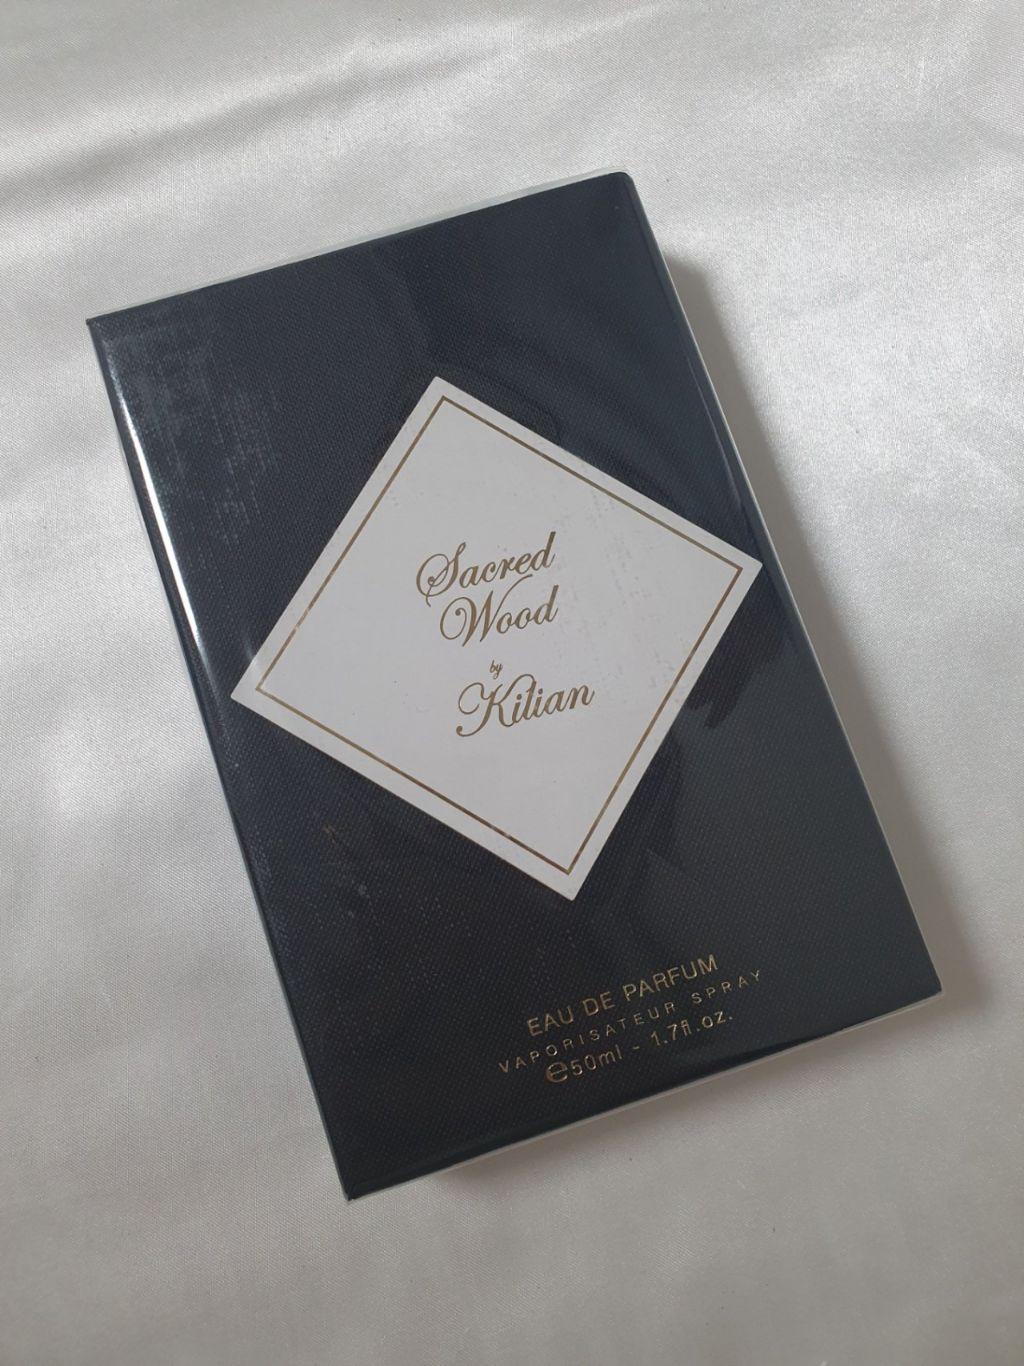 Sacred
Wood
by
Kilian
EAU DE PARFUM
VAPORISATEUR SPRAY
℮50ml - 1.7fl.oz.